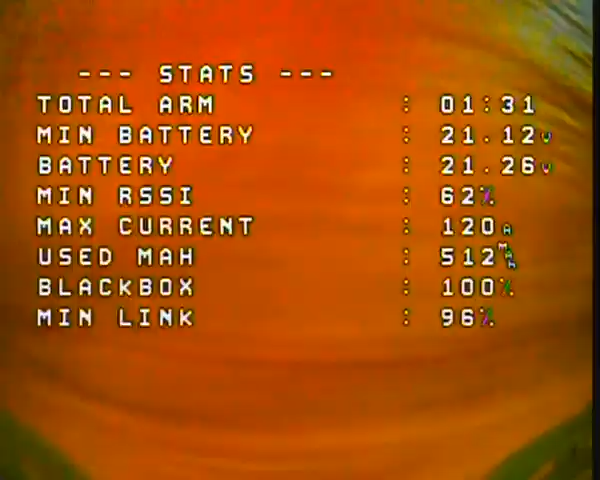 --- STATS ---
TOTAL ARM : 01:31
MIN BATTERY : 21.12V
BATTERY : 21.26V
MIN RSSI : 62%
MAX CURRENT : 120A
USED MAH : 512MAH
BLACKBOX : 100%
MIN LINK : 96%